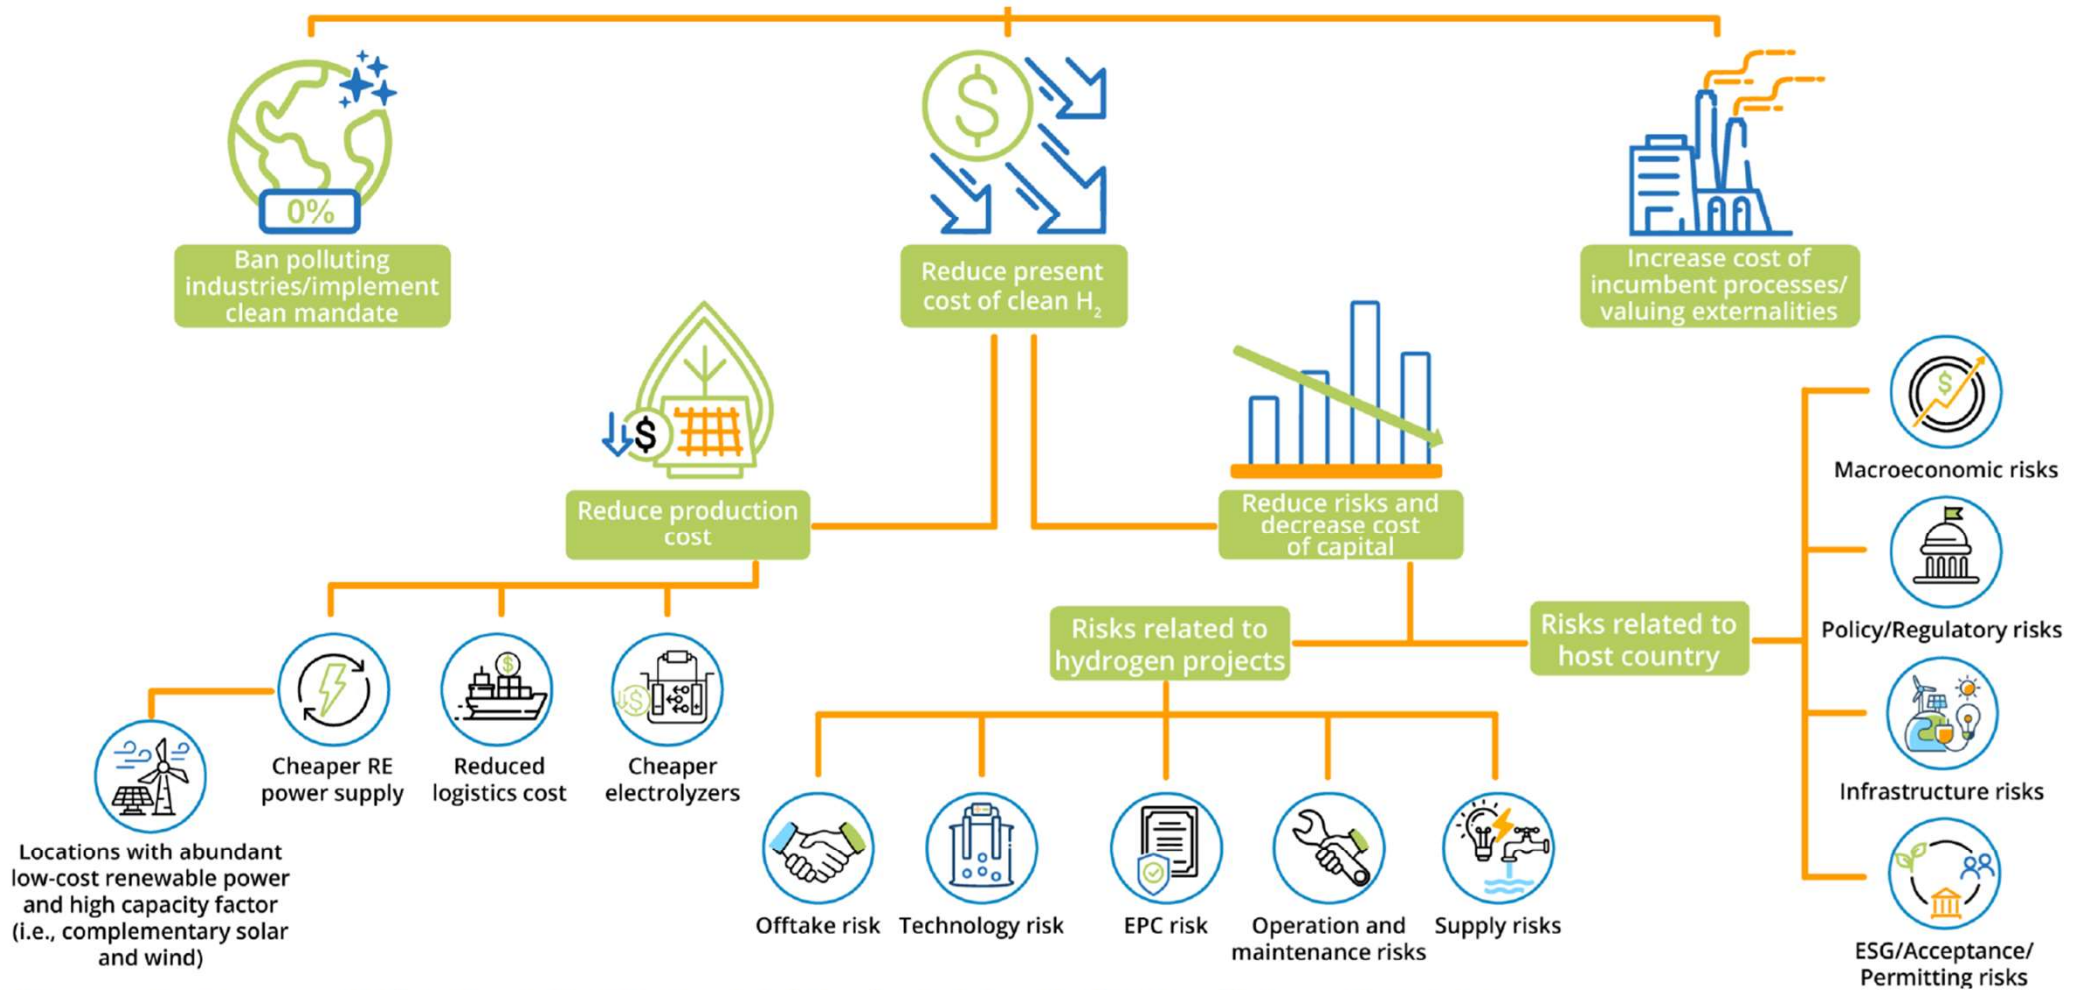 0%
Ban polluting
industries/implement
clean mandate
$
Reduce present
cost of clean H₂
Increase cost of
incumbent processes/
valuing externalities
$
Reduce production
cost
Reduce risks and
decrease cost
of capital
$
Macroeconomic risks
Policy/Regulatory risks
Infrastructure risks
ESG/Acceptance/
Permitting risks
Risks related to
hydrogen projects
Risks related to
host country
Cheaper RE
power supply
$
Reduced
logistics cost
$
Cheaper
electrolyzers
Locations with abundant
low-cost renewable power
and high capacity factor
(i.e., complementary solar
and wind)
Offtake risk
Technology risk
EPC risk
Operation and
maintenance risks
Supply risks